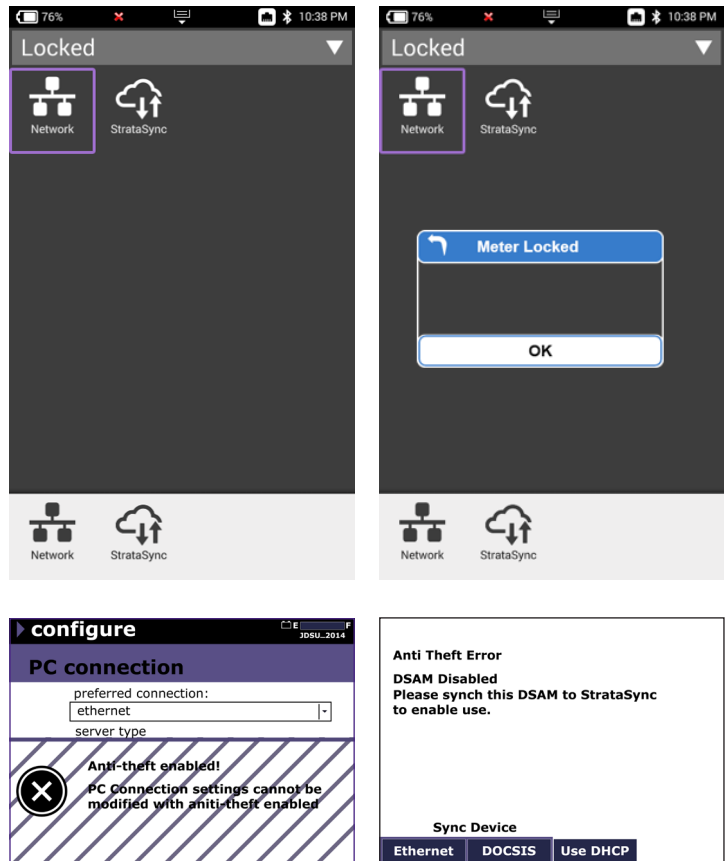 76%
10:38 PM
Locked
Network
StrataSync
Network
StrataSync
76%
10:38 PM
Locked
Network
StrataSync
Meter Locked
OK
Network
StrataSync
configure
E F
JDSU_2014
PC connection
preferred connection:
ethernet
server type
Anti-theft enabled!
PC Connection settings cannot be
modified with aniti-theft enabled
Anti Theft Error
DSAM Disabled
Please synch this DSAM to StrataSync
to enable use.
Sync Device
Ethernet DOCSIS Use DHCP